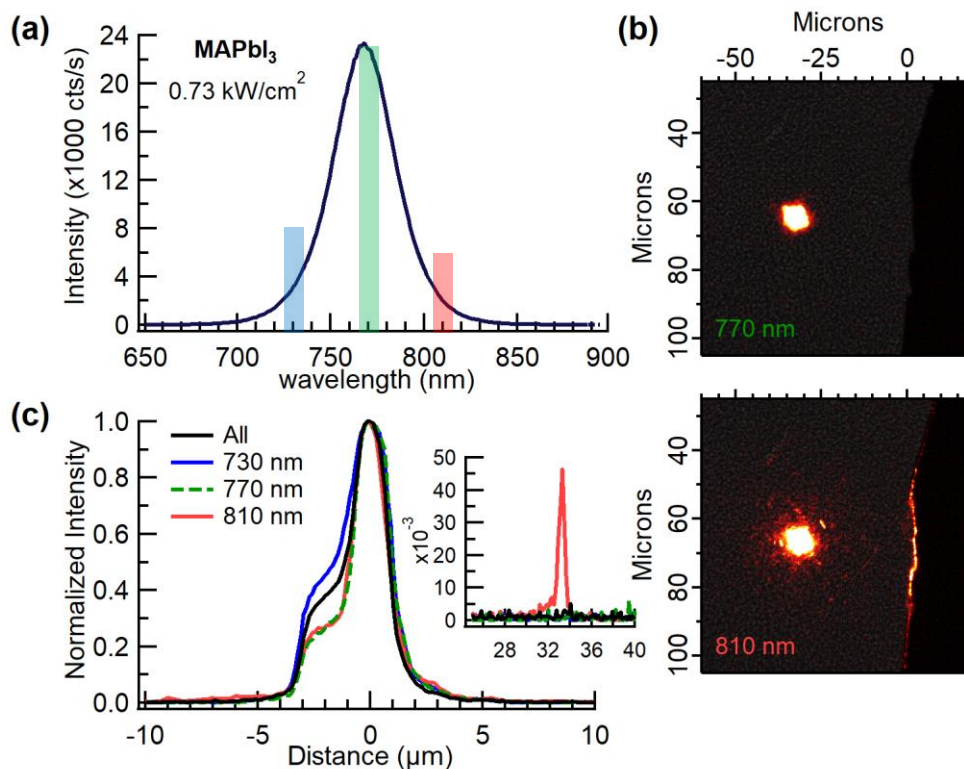 (a)
MAPbI₃
0.73 kW/cm²
Intensity (x1000 cts/s)
24
20
16
12
8
4
0
650 700 750 800 850 900
wavelength (nm)
(b)
Microns
-50 -25 0
Microns
40
60
80
100
770 nm
Microns
40
60
80
100
810 nm
(c)
Normalized Intensity
1.0
0.8
0.6
0.4
0.2
0.0
All
730 nm
770 nm
810 nm
x10⁻³
50
40
30
20
10
0
28 32 36 40
-10 -5 0 5 10
Distance (µm)